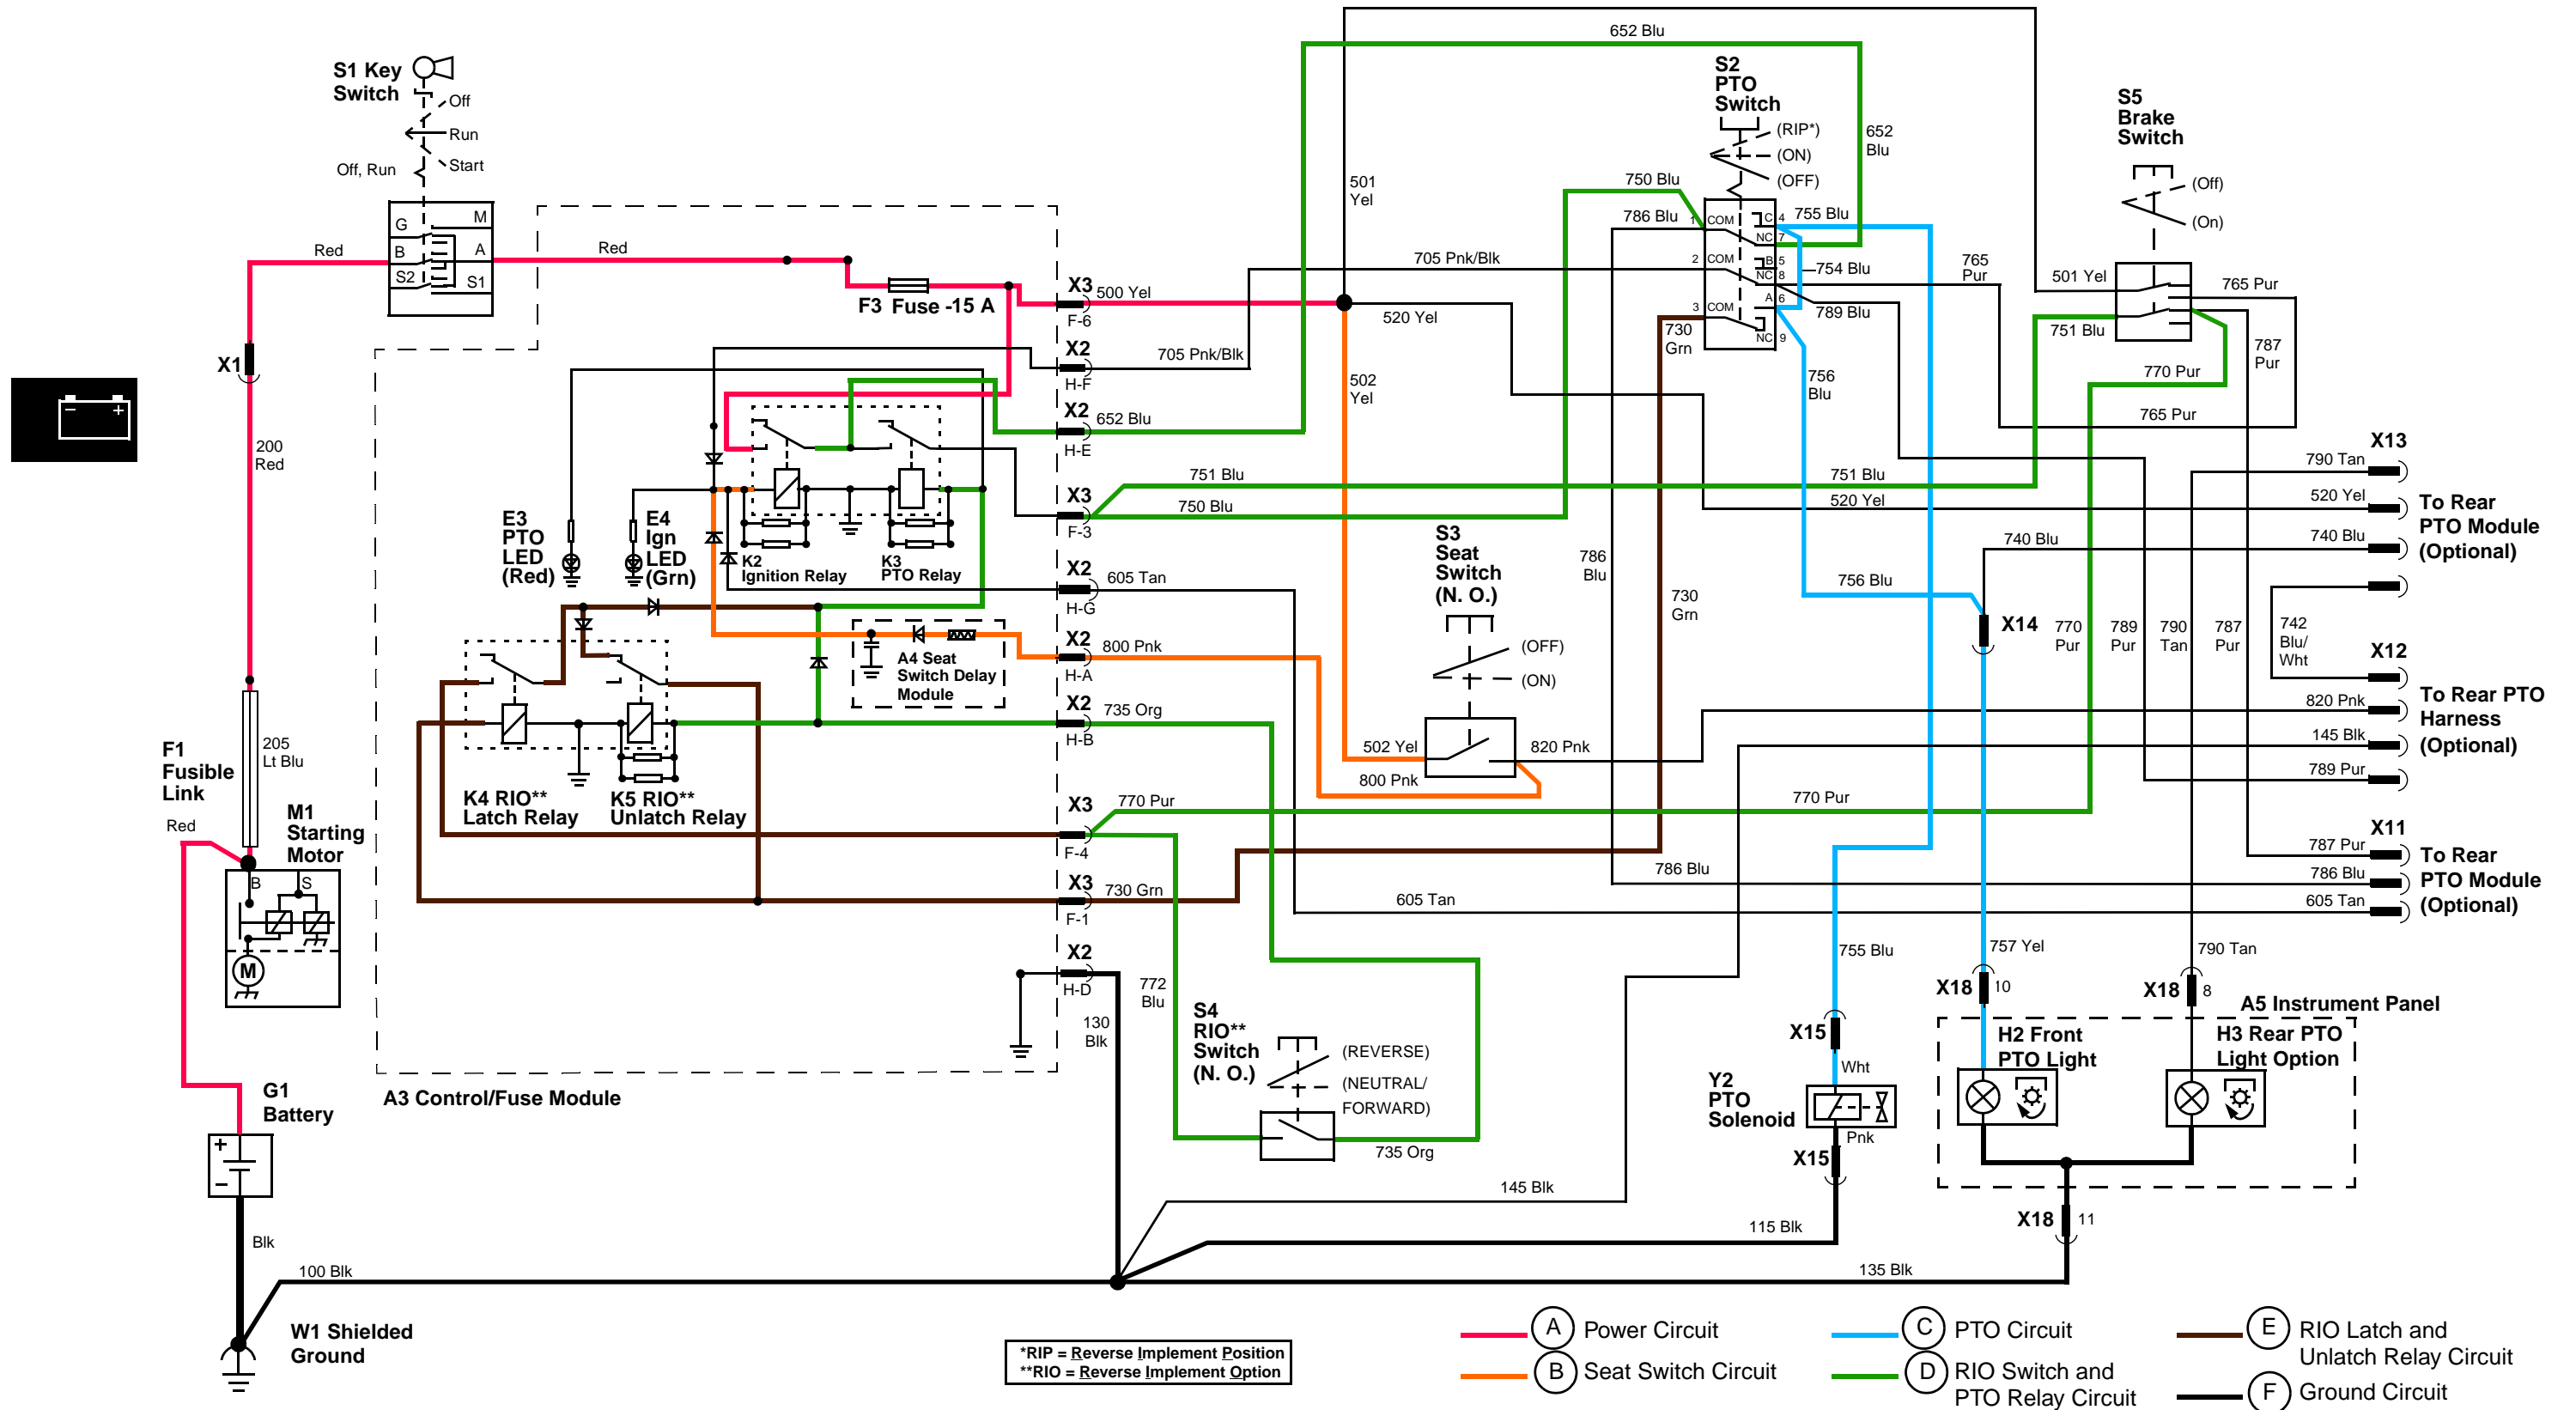 S1 Key
Switch
Off
Run
Start
Off, Run
G
M
B
A
S2
S1
Red
Red
X1
200
Red
− +
F3 Fuse -15 A
X3
500 Yel
F-6
X2
705 Pnk/Blk
H-F
X2
652 Blu
H-E
X3
751 Blu
750 Blu
F-3
X2
605 Tan
H-G
X2
800 Pnk
H-A
X2
735 Org
H-B
X3
770 Pur
F-4
X3
730 Grn
F-1
X2
H-D
130
Blk
E3
PTO
LED
(Red)
E4
Ign
LED
(Grn)
K2
Ignition Relay
K3
PTO Relay
A4 Seat
Switch Delay
Module
K4 RIO**
Latch Relay
K5 RIO**
Unlatch Relay
A3 Control/Fuse Module
F1
Fusible
Link
205
Lt Blu
Red
M1
Starting
Motor
B
S
M
G1
Battery
+
−
Blk
100 Blk
W1 Shielded
Ground
652 Blu
501
Yel
520 Yel
502
Yel
705 Pnk/Blk
S2
PTO
Switch
(RIP*)
(ON)
(OFF)
652
Blu
750 Blu
786 Blu
1
COM
C
4
755 Blu
NC
7
2
COM
B
5
NC
8
754 Blu
765
Pur
A
6
789 Blu
3
COM
730
Grn
NC
9
756
Blu
S5
Brake
Switch
(Off)
(On)
501 Yel
765 Pur
751 Blu
787
Pur
770 Pur
765 Pur
751 Blu
520 Yel
S3
Seat
Switch
(N. O.)
(OFF)
(ON)
502 Yel
820 Pnk
800 Pnk
786
Blu
730
Grn
756 Blu
740 Blu
X14
770
Pur
789
Pur
790
Tan
787
Pur
742
Blu/
Wht
X13
790 Tan
520 Yel
740 Blu
To Rear
PTO Module
(Optional)
X12
820 Pnk
145 Blk
789 Pur
To Rear PTO
Harness
(Optional)
X11
787 Pur
786 Blu
605 Tan
To Rear
PTO Module
(Optional)
770 Pur
786 Blu
605 Tan
772
Blu
S4
RIO**
Switch
(N. O.)
(REVERSE)
(NEUTRAL/
FORWARD)
735 Org
755 Blu
757 Yel
790 Tan
X18
10
X18
8
A5 Instrument Panel
H2 Front
PTO Light
H3 Rear PTO
Light Option
X15
Wht
Y2
PTO
Solenoid
Pnk
X15
145 Blk
115 Blk
X18
11
135 Blk
*RIP = Reverse Implement Position
**RIO = Reverse Implement Option
A
Power Circuit
B
Seat Switch Circuit
C
PTO Circuit
D
RIO Switch and
PTO Relay Circuit
E
RIO Latch and
Unlatch Relay Circuit
F
Ground Circuit